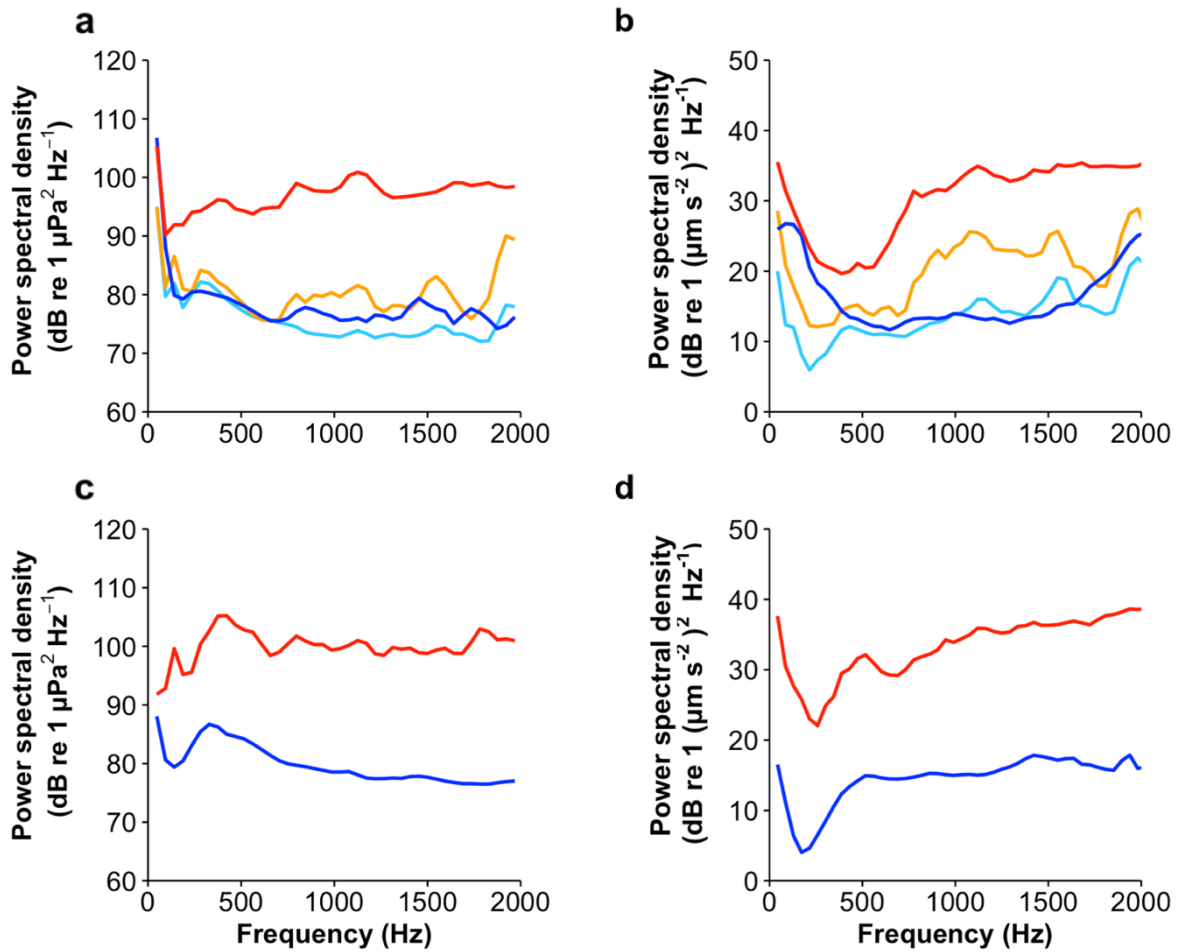 a
Power spectral density
(dB re 1 µPa² Hz⁻¹)
120
110
100
90
80
70
60
0 500 1000 1500 2000
b
Power spectral density
(dB re 1 (µm s⁻²)² Hz⁻¹)
50
40
30
20
10
0
0 500 1000 1500 2000
c
Power spectral density
(dB re 1 µPa² Hz⁻¹)
120
110
100
90
80
70
60
0 500 1000 1500 2000
Frequency (Hz)
d
Power spectral density
(dB re 1 (µm s⁻²)² Hz⁻¹)
50
40
30
20
10
0
0 500 1000 1500 2000
Frequency (Hz)